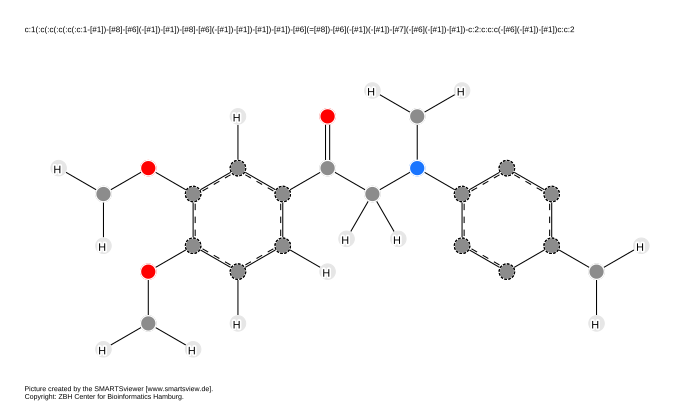 c:1(:c(:c(:c(:c(:c:1-[#1])-[#8]-[#6](-[#1])-[#1])-[#8]-[#6](-[#1])-[#1])-[#1])-[#1])-[#6](=[#8])-[#6](-[#1])(-[#1])-[#7](-[#6](-[#1])-[#1])-c:2:c:c:c(-[#6](-[#1])-[#1])c:c:2
H H
H
H
H H
H H
H
H H
H H
H H
Picture created by the SMARTSviewer [www.smartsview.de].
Copyright: ZBH Center for Bioinformatics Hamburg.